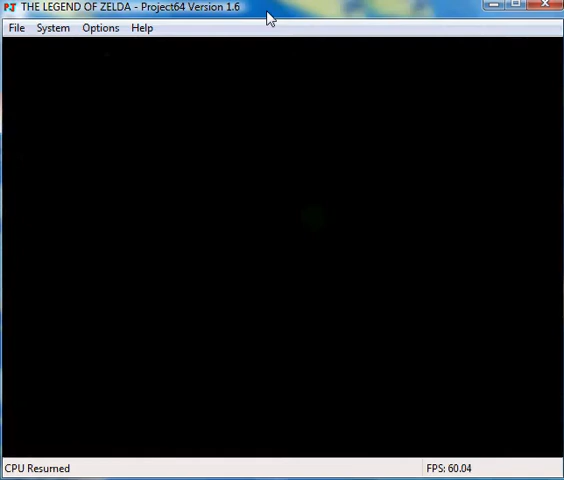 THE LEGEND OF ZELDA - Project64 Version 1.6
File System Options Help
CPU Resumed FPS: 60.04